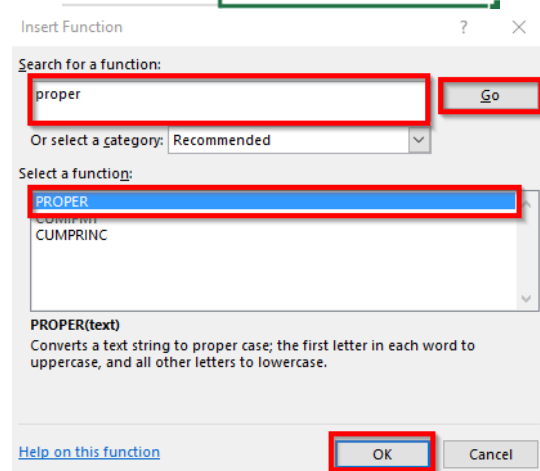 Insert Function ? ×
Search for a function:
proper
Go
Or select a category: Recommended
Select a function:
PROPER
CUMIPMT
CUMPRINC
PROPER(text)
Converts a text string to proper case; the first letter in each word to
uppercase, and all other letters to lowercase.
Help on this function
OK Cancel